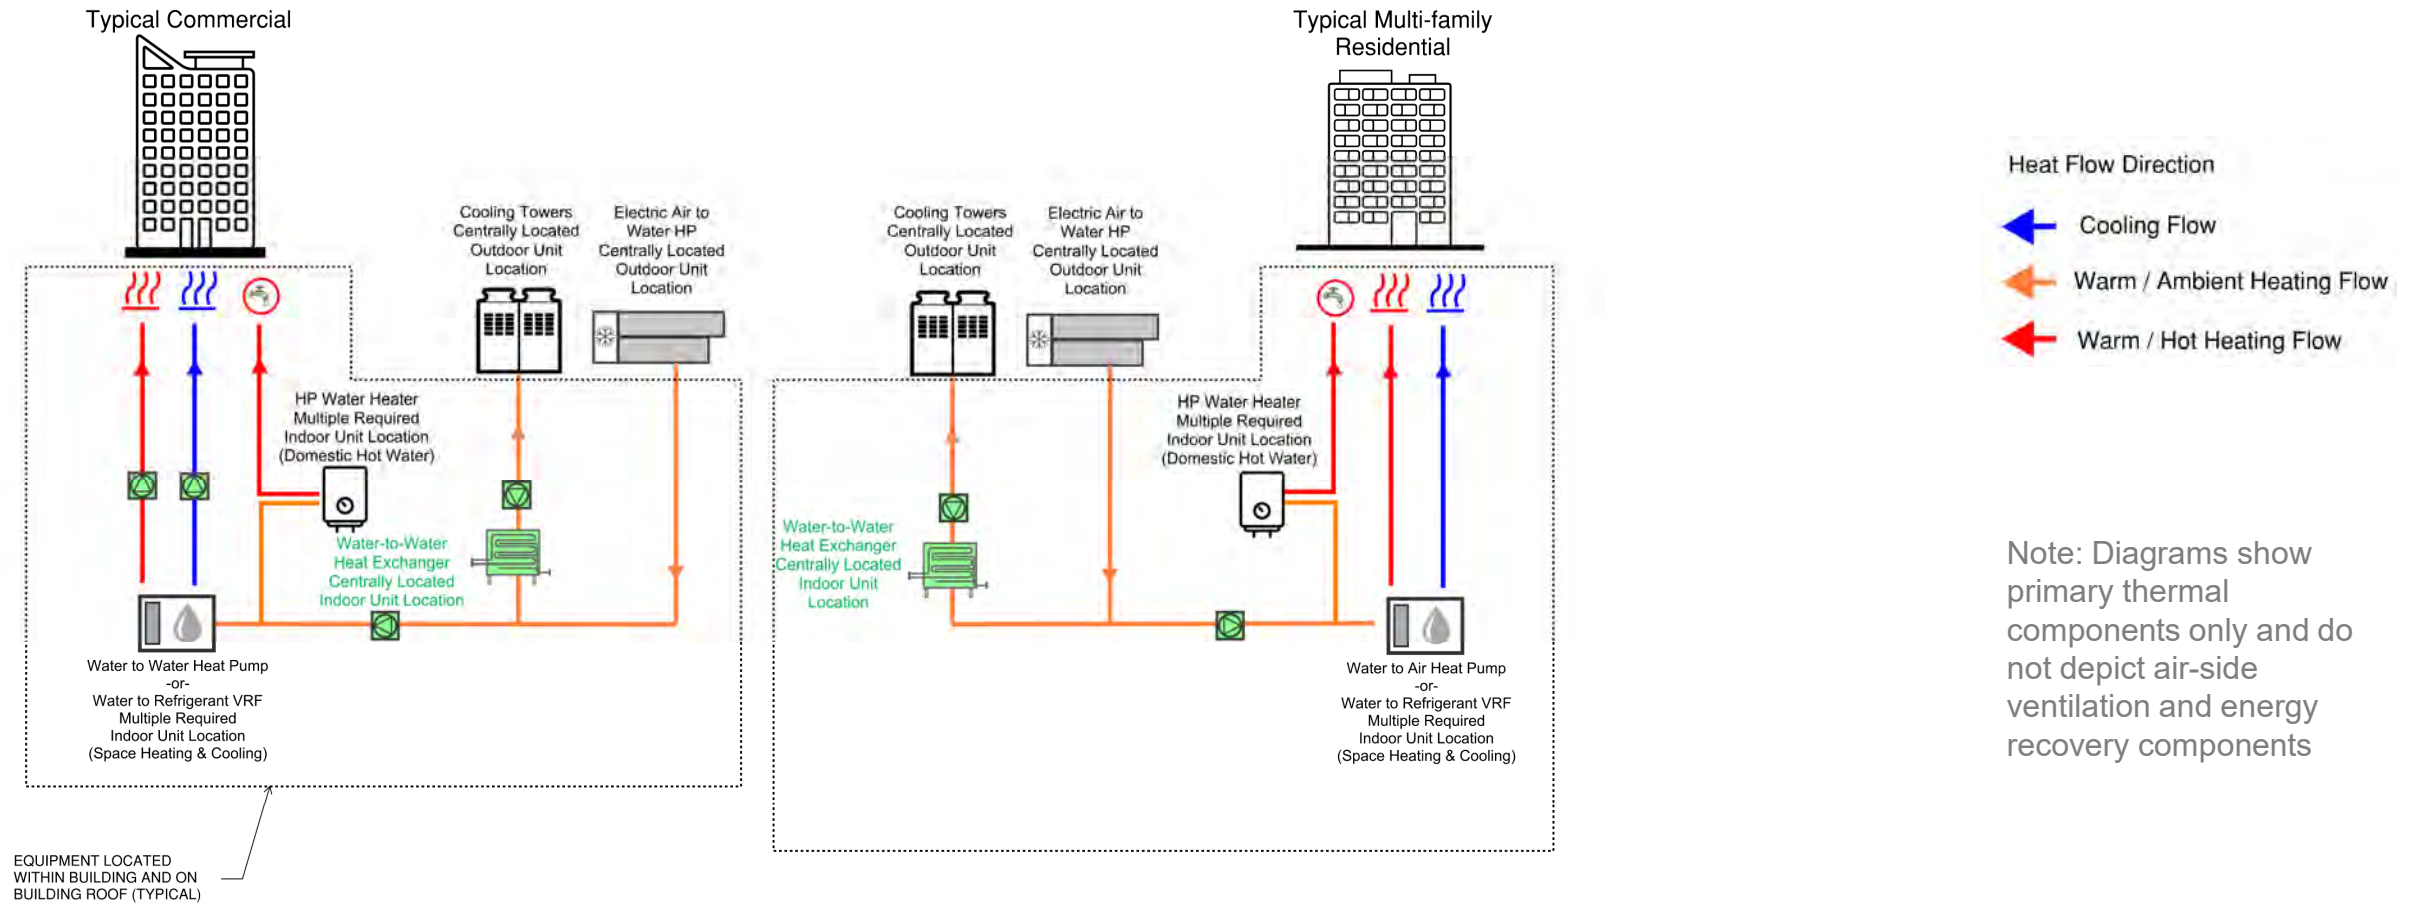 Typical Commercial
Cooling Towers
Centrally Located
Outdoor Unit
Location
Electric Air to
Water HP
Centrally Located
Outdoor Unit
Location
HP Water Heater
Multiple Required
Indoor Unit Location
(Domestic Hot Water)
Water-to-Water
Heat Exchanger
Centrally Located
Indoor Unit Location
Water to Water Heat Pump
-or-
Water to Refrigerant VRF
Multiple Required
Indoor Unit Location
(Space Heating & Cooling)
EQUIPMENT LOCATED
WITHIN BUILDING AND ON
BUILDING ROOF (TYPICAL)
Typical Multi-family
Residential
Cooling Towers
Centrally Located
Outdoor Unit
Location
Electric Air to
Water HP
Centrally Located
Outdoor Unit
Location
HP Water Heater
Multiple Required
Indoor Unit Location
(Domestic Hot Water)
Water-to-Water
Heat Exchanger
Centrally Located
Indoor Unit
Location
Water to Air Heat Pump
-or-
Water to Refrigerant VRF
Multiple Required
Indoor Unit Location
(Space Heating & Cooling)
Heat Flow Direction
Cooling Flow
Warm / Ambient Heating Flow
Warm / Hot Heating Flow
Note: Diagrams show
primary thermal
components only and do
not depict air-side
ventilation and energy
recovery components